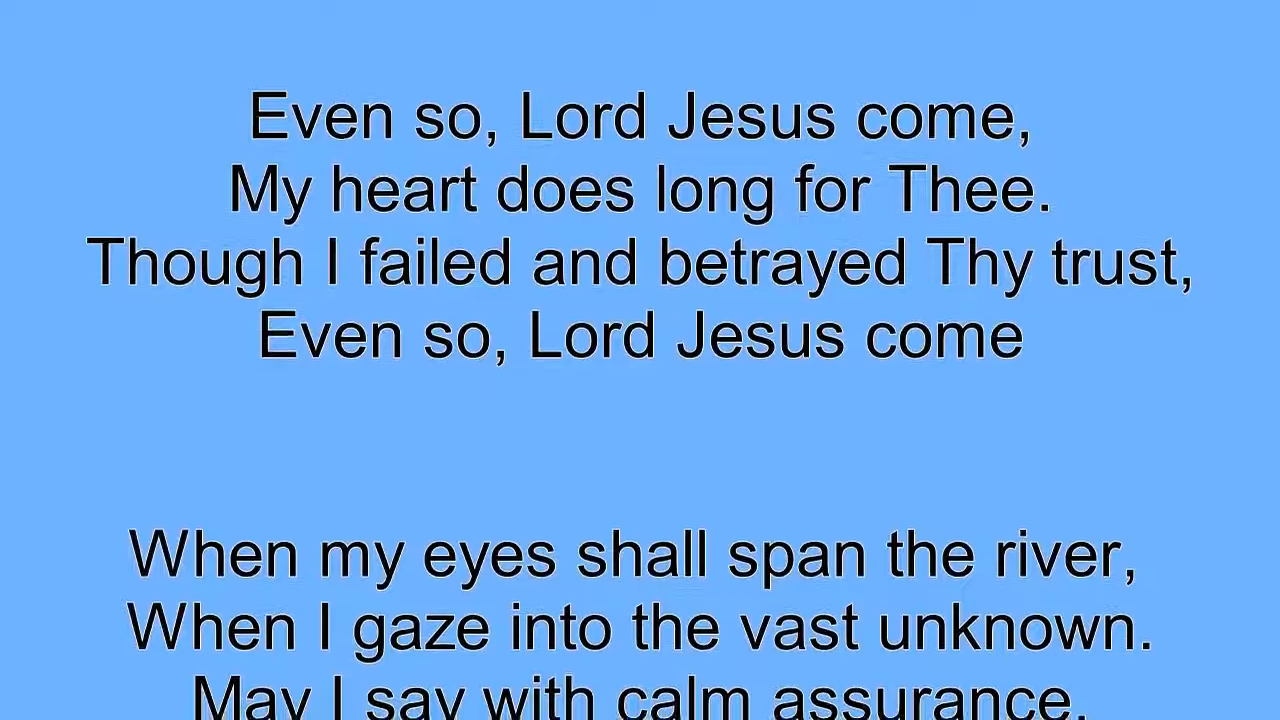 Even so, Lord Jesus come,
My heart does long for Thee.
Though I failed and betrayed Thy trust,
Even so, Lord Jesus come
When my eyes shall span the river,
When I gaze into the vast unknown.
May I say with calm assurance,